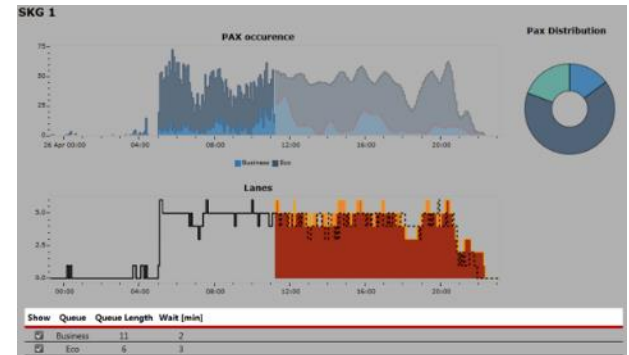 SKG 1
PAX occurence
Pax Distribution
75-
50-
25-
0-
26 Apr 00:00 04:00 08:00 12:00 16:00 20:00
Business Eco
Lanes
5.0-
2.5-
0.0-
00:00 04:00 08:00 12:00 16:00 20:00
Show Queue Queue Length Wait [min]
Business 11 2
Eco 6 3